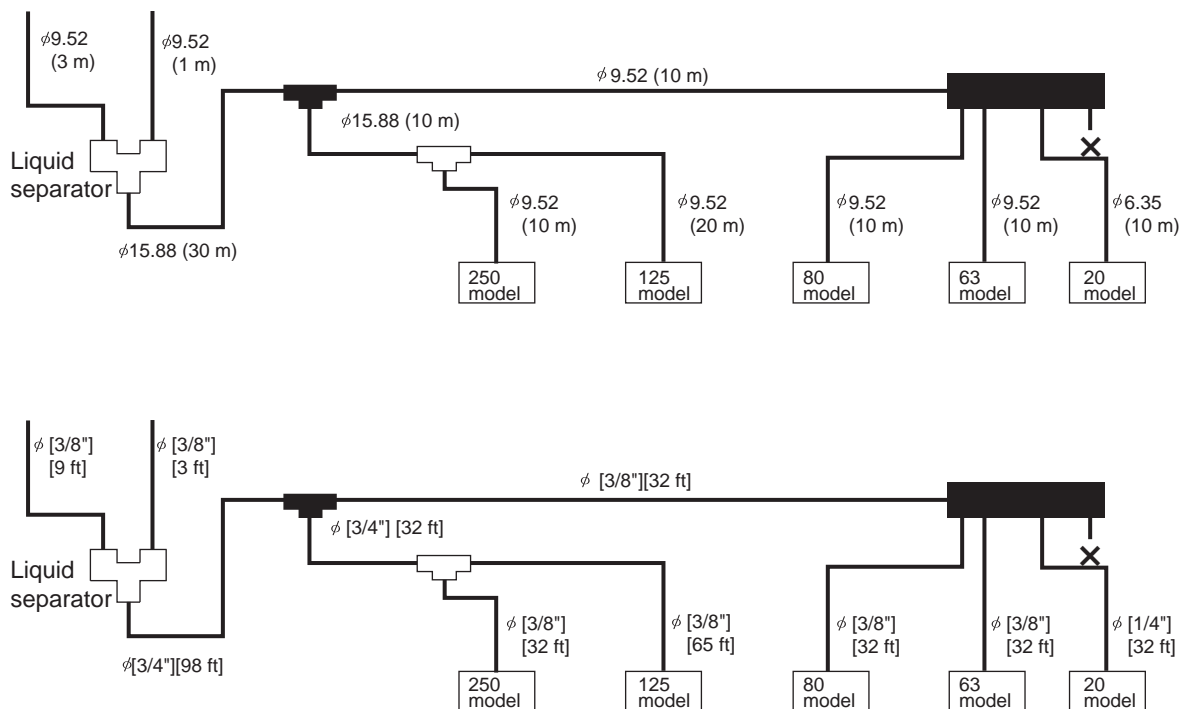 ϕ9.52
(3 m)
ϕ9.52
(1 m)
Liquid
separator
ϕ15.88 (30 m)
ϕ9.52 (10 m)
ϕ15.88 (10 m)
ϕ9.52
(10 m)
ϕ9.52
(20 m)
ϕ9.52
(10 m)
ϕ9.52
(10 m)
ϕ6.35
(10 m)
250
model
125
model
80
model
63
model
20
model
ϕ [3/8"]
[9 ft]
ϕ [3/8"]
[3 ft]
Liquid
separator
ϕ[3/4"][98 ft]
ϕ [3/8"][32 ft]
ϕ [3/4"] [32 ft]
ϕ [3/8"]
[32 ft]
ϕ [3/8"]
[65 ft]
ϕ [3/8"]
[32 ft]
ϕ [3/8"]
[32 ft]
ϕ [1/4"]
[32 ft]
250
model
125
model
80
model
63
model
20
model